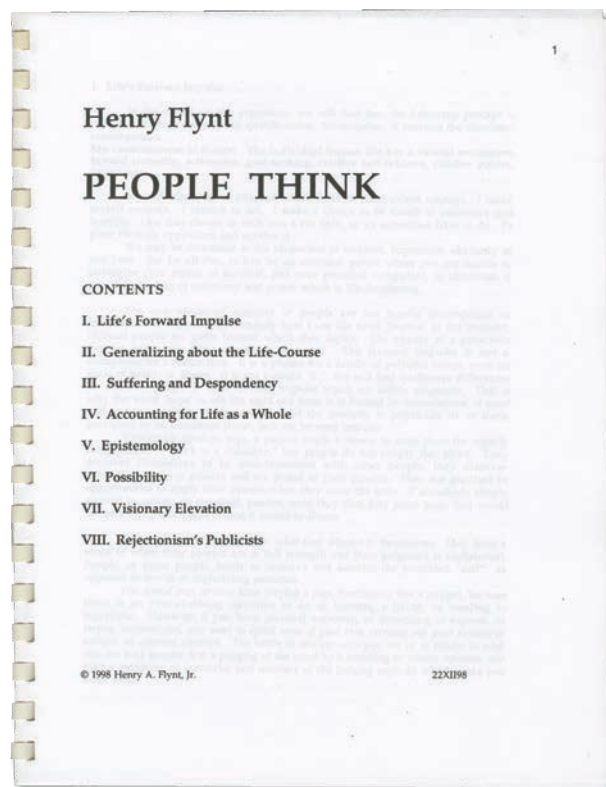 1
Henry Flynt
PEOPLE THINK
CONTENTS
I. Life's Forward Impulse
II. Generalizing about the Life-Course
III. Suffering and Despondency
IV. Accounting for Life as a Whole
V. Epistemology
VI. Possibility
VII. Visionary Elevation
VIII. Rejectionism's Publicists
© 1998 Henry A. Flynt, Jr. 22XII98